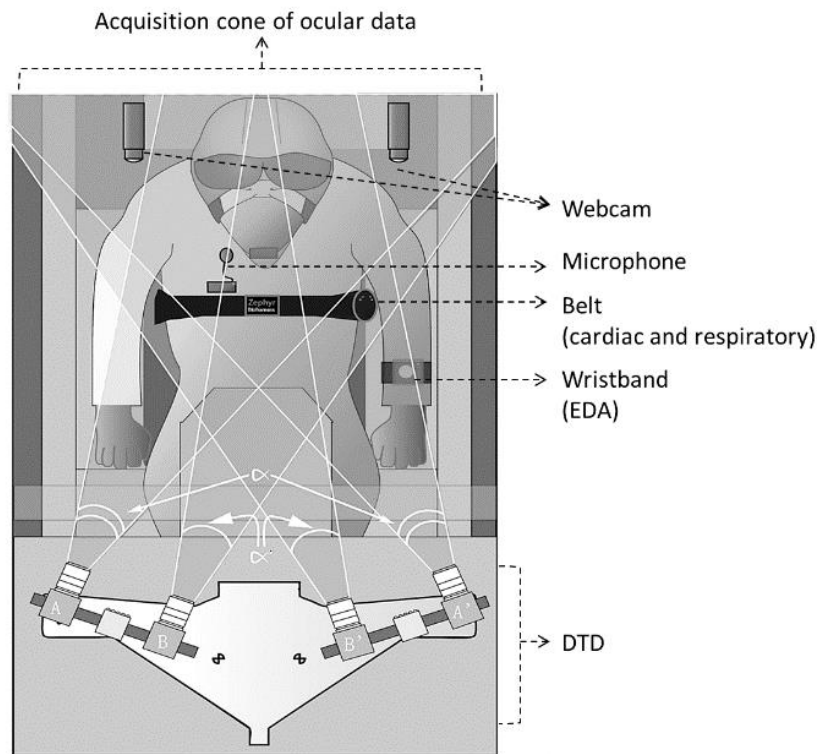 Acquisition cone of ocular data
Webcam
Microphone
Zephyr
Belt
(cardiac and respiratory)
Wristband
(EDA)
α
α'
A
B
B'
A'
DTD